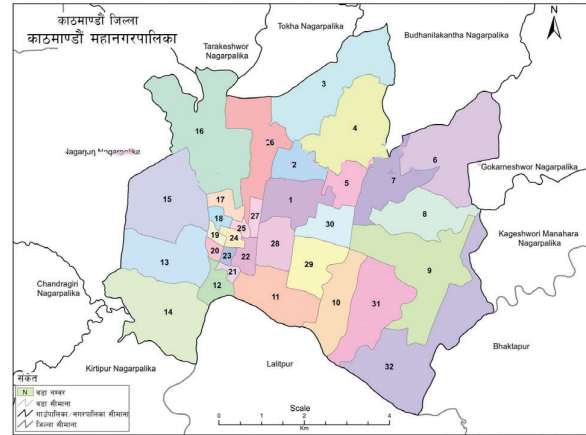 काठमाण्डौं जिल्ला
काठमाण्डौं महानगरपालिका
Tokha Nagarpalika
Budhanilakantha Nagarpalika
N
Tarakeshwor
Nagarpalika
3
4
16
26
Nagarjun Nagarpalika
2
6
Gokarneshwor Nagarpalika
5
7
15
17
1
18
27
8
25
30
19
24
Kageshwori Manahara
Nagarpalika
13
20
23
22
28
29
9
21
Chandragiri
Nagarpalika
12
11
10
31
14
Bhaktapur
Kirtipur Nagarpalika
Lalitpur
32
संकेत
N वडा नम्बर
वडा सीमाना
गाउँपालिका/नगरपालिका सीमाना
जिल्ला सीमाना
Scale
0 2 4
Km